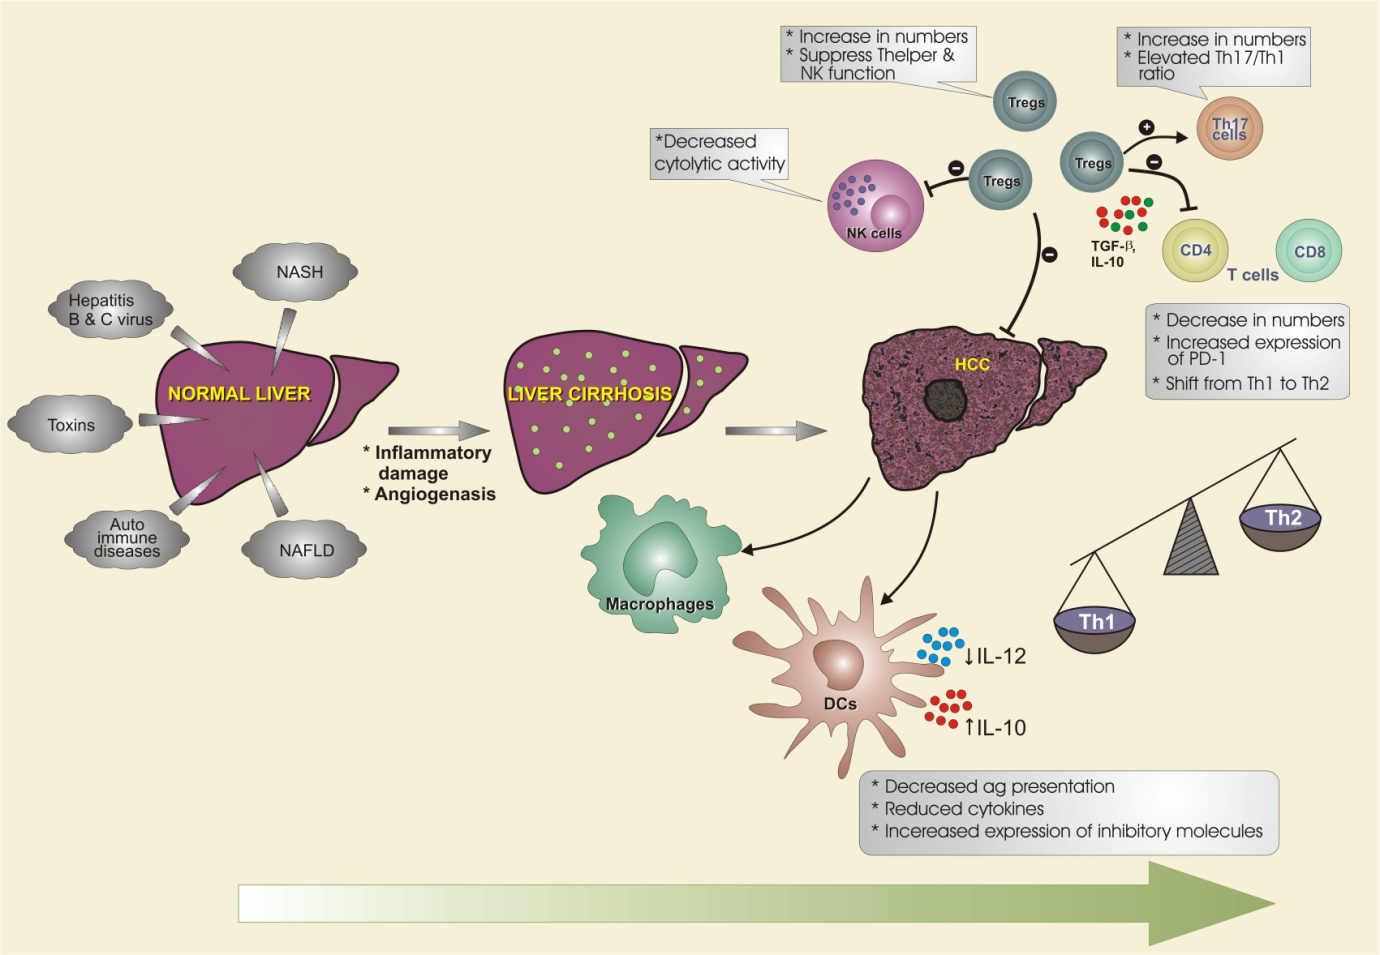 * Increase in numbers
* Suppress Thelper &
NK function
* Increase in numbers
* Elevated Th17/Th1
ratio
Tregs
Th17
cells
*Decreased
cytolytic activity
Tregs
Tregs
NK cells
TGF-β,
IL-10
CD4
CD8
T cells
NASH
Hepatitis
B & C virus
* Decrease in numbers
* Increased expression
of PD-1
* Shift from Th1 to Th2
NORMAL LIVER
LIVER CIRRHOSIS
HCC
Toxins
* Inflammatory
damage
* Angiogenasis
Auto
immune
diseases
NAFLD
Th2
Th1
Macrophages
DCs
↓IL-12
↑IL-10
* Decreased ag presentation
* Reduced cytokines
* Incereased expression of inhibitory molecules